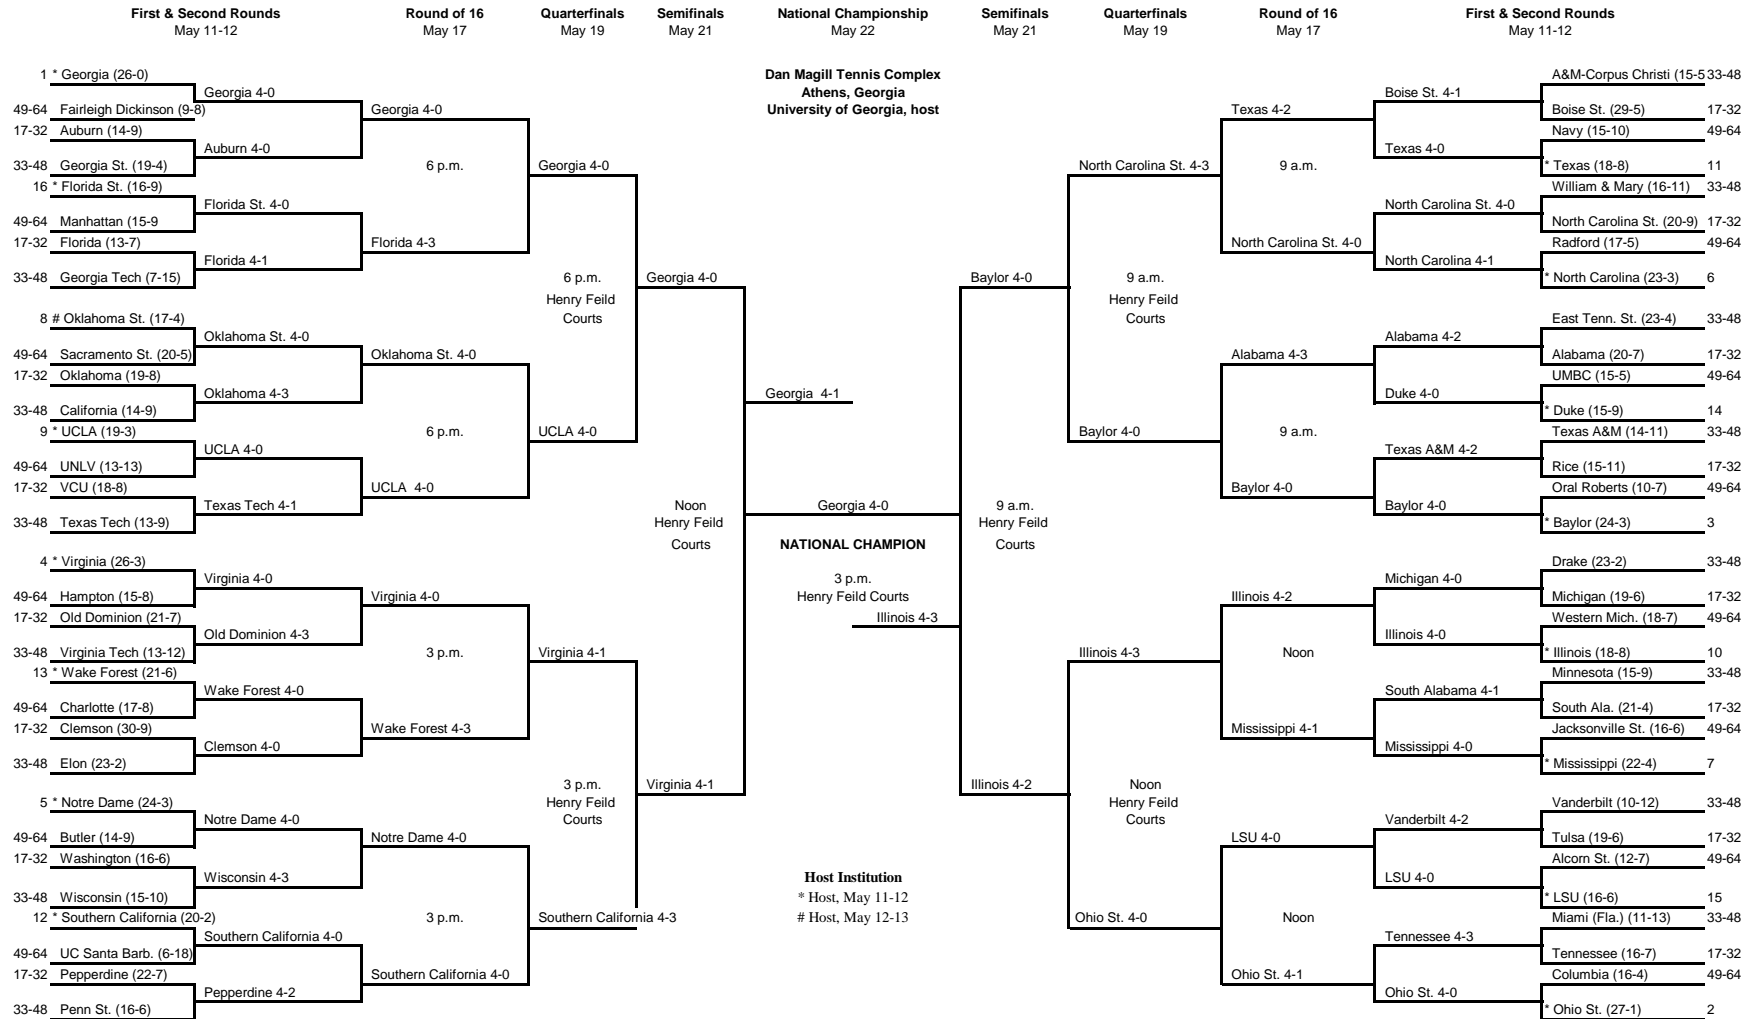 First & Second Rounds Round of 16 Quarterfinals Semifinals National Championship Semifinals Quarterfinals Round of 16 First & Second Rounds
May 11-12 May 17 May 19 May 21 May 22 May 21 May 19 May 17 May 11-12
1 * Georgia (26-0) Dan Magill Tennis Complex A&M-Corpus Christi (15-5 33-48
Georgia 4-0 Athens, Georgia Boise St. 4-1
49-64 Fairleigh Dickinson (9-8) Georgia 4-0 University of Georgia, host Texas 4-2 Boise St. (29-5) 17-32
17-32 Auburn (14-9) Navy (15-10) 49-64
Auburn 4-0 Texas 4-0
33-48 Georgia St. (19-4) 6 p.m. Georgia 4-0 North Carolina St. 4-3 9 a.m. * Texas (18-8) 11
16 * Florida St. (16-9) William & Mary (16-11) 33-48
Florida St. 4-0 North Carolina St. 4-0
49-64 Manhattan (15-9 North Carolina St. (20-9) 17-32
17-32 Florida (13-7) Florida 4-3 North Carolina St. 4-0 Radford (17-5) 49-64
Florida 4-1 North Carolina 4-1
33-48 Georgia Tech (7-15) 6 p.m. Georgia 4-0 Baylor 4-0 9 a.m. * North Carolina (23-3) 6
Henry Feild Henry Feild
8 # Oklahoma St. (17-4) Courts Courts East Tenn. St. (23-4) 33-48
Oklahoma St. 4-0 Alabama 4-2
49-64 Sacramento St. (20-5) Oklahoma St. 4-0 Alabama 4-3 Alabama (20-7) 17-32
17-32 Oklahoma (19-8) UMBC (15-5) 49-64
Oklahoma 4-3 Georgia 4-1 Duke 4-0
33-48 California (14-9) * Duke (15-9) 14
9 * UCLA (19-3) 6 p.m. UCLA 4-0 Baylor 4-0 9 a.m. Texas A&M (14-11) 33-48
UCLA 4-0 Texas A&M 4-2
49-64 UNLV (13-13) Rice (15-11) 17-32
17-32 VCU (18-8) UCLA 4-0 Baylor 4-0 Oral Roberts (10-7) 49-64
Texas Tech 4-1 Noon Georgia 4-0 9 a.m. Baylor 4-0
33-48 Texas Tech (13-9) Henry Feild Henry Feild * Baylor (24-3) 3
Courts NATIONAL CHAMPION Courts
4 * Virginia (26-3) Drake (23-2) 33-48
Virginia 4-0 3 p.m. Michigan 4-0
49-64 Hampton (15-8) Virginia 4-0 Henry Feild Courts Illinois 4-2 Michigan (19-6) 17-32
17-32 Old Dominion (21-7) Illinois 4-3 Western Mich. (18-7) 49-64
Old Dominion 4-3 Illinois 4-0
33-48 Virginia Tech (13-12) 3 p.m. Virginia 4-1 Illinois 4-3 Noon * Illinois (18-8) 10
13 * Wake Forest (21-6) Minnesota (15-9) 33-48
Wake Forest 4-0 South Alabama 4-1
49-64 Charlotte (17-8) South Ala. (21-4) 17-32
17-32 Clemson (30-9) Wake Forest 4-3 Mississippi 4-1 Jacksonville St. (16-6) 49-64
Clemson 4-0 Mississippi 4-0
33-48 Elon (23-2) * Mississippi (22-4) 7
3 p.m. Virginia 4-1 Illinois 4-2 Noon
5 * Notre Dame (24-3) Henry Feild Henry Feild Vanderbilt (10-12) 33-48
Notre Dame 4-0 Courts Courts Vanderbilt 4-2
49-64 Butler (14-9) Notre Dame 4-0 LSU 4-0 Tulsa (19-6) 17-32
17-32 Washington (16-6) Alcorn St. (12-7) 49-64
Wisconsin 4-3 Host Institution LSU 4-0
33-48 Wisconsin (15-10) * Host, May 11-12 * LSU (16-6) 15
12 * Southern California (20-2) 3 p.m. Southern California 4-3 # Host, May 12-13 Ohio St. 4-0 Noon Miami (Fla.) (11-13) 33-48
Southern California 4-0 Tennessee 4-3
49-64 UC Santa Barb. (6-18) Tennessee (16-7) 17-32
17-32 Pepperdine (22-7) Southern California 4-0 Ohio St. 4-1 Columbia (16-4) 49-64
Pepperdine 4-2 Ohio St. 4-0
33-48 Penn St. (16-6) * Ohio St. (27-1) 2